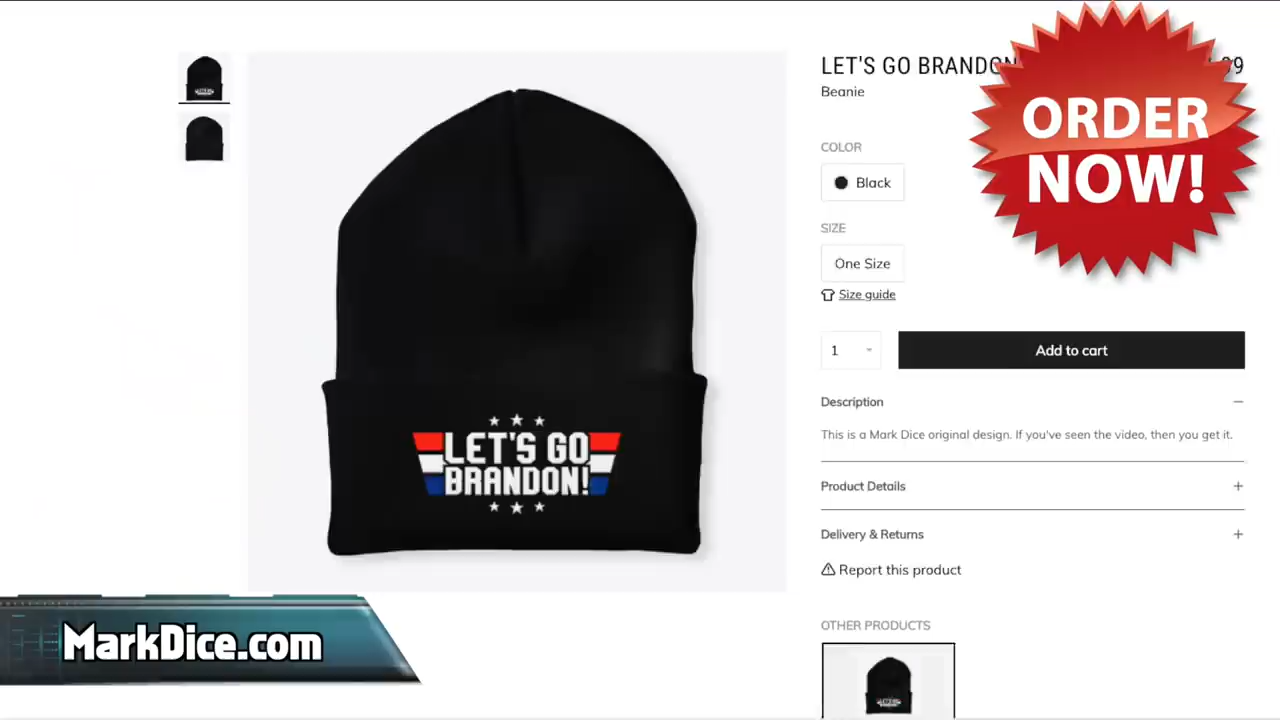 LET'S GO BRANDON
Beanie
ORDER
NOW!
COLOR
Black
SIZE
One Size
Size guide
1
Add to cart
Description
This is a Mark Dice original design. If you've seen the video, then you get it.
Product Details
Delivery & Returns
Report this product
OTHER PRODUCTS
LET'S GO
BRANDON!
MarkDice.com